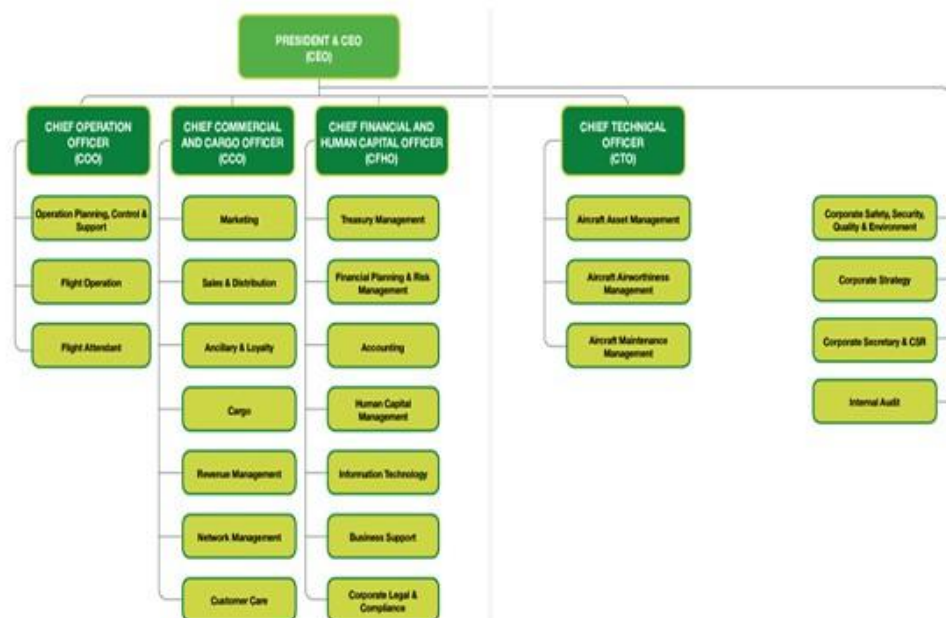 PRESIDENT & CEO
(CEO)
CHIEF OPERATION
OFFICER
(COO)
CHIEF COMMERCIAL
AND CARGO OFFICER
(CCO)
CHIEF FINANCIAL AND
HUMAN CAPITAL OFFICER
(CFHO)
CHIEF TECHNICAL
OFFICER
(CTO)
Operation Planning, Control &
Support
Flight Operation
Flight Attendant
Marketing
Sales & Distribution
Ancillary & Loyalty
Cargo
Revenue Management
Network Management
Customer Care
Treasury Management
Financial Planning & Risk
Management
Accounting
Human Capital
Management
Information Technology
Business Support
Corporate Legal &
Compliance
Aircraft Asset Management
Aircraft Airworthiness
Management
Aircraft Maintenance
Management
Corporate Safety, Security,
Quality & Environment
Corporate Strategy
Corporate Secretary & CSR
Internal Audit